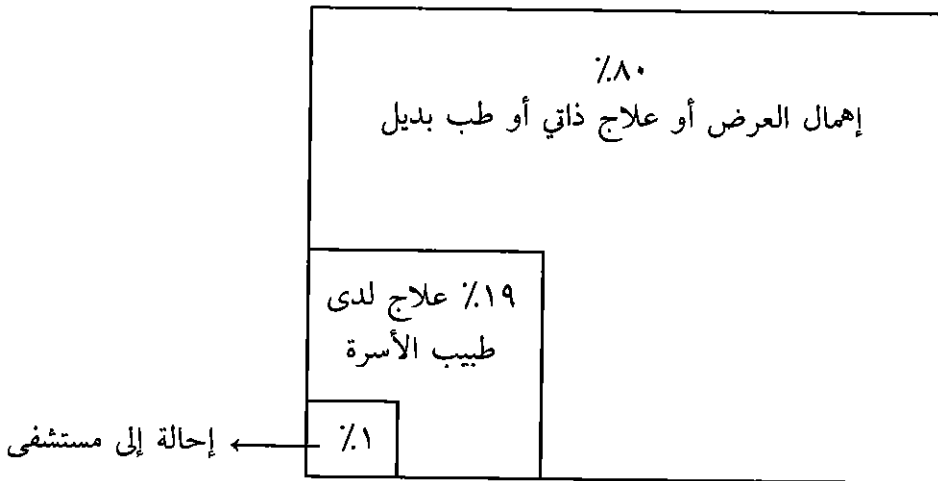 ٪٨٠
إهمال العرض أو علاج ذاتي أو طب بديل
١٩٪ علاج لدى
طبيب الأسرة
٪١
إحالة إلى مستشفى